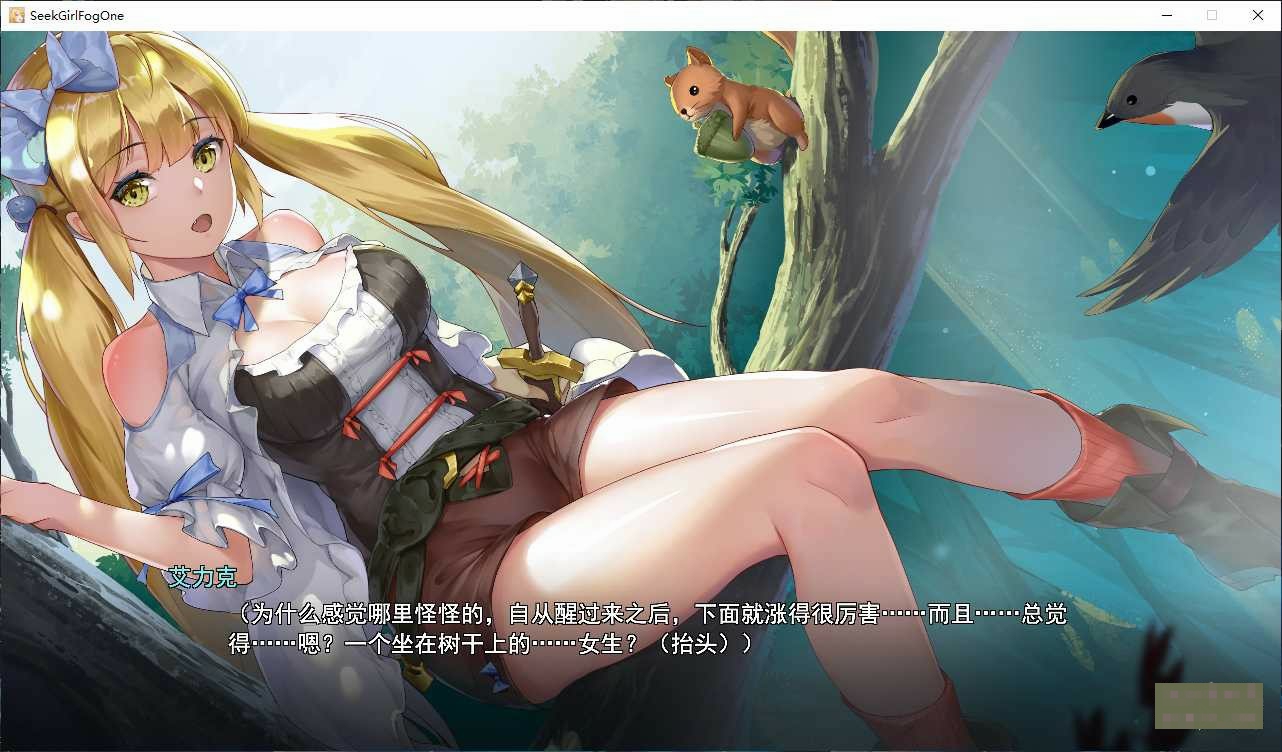 SeekGirlFogOne
艾力克
（为什么感觉哪里怪怪的，自从醒过来之后，下面就涨得很厉害……而且……总觉
得……嗯？一个坐在树干上的……女生？（抬头））